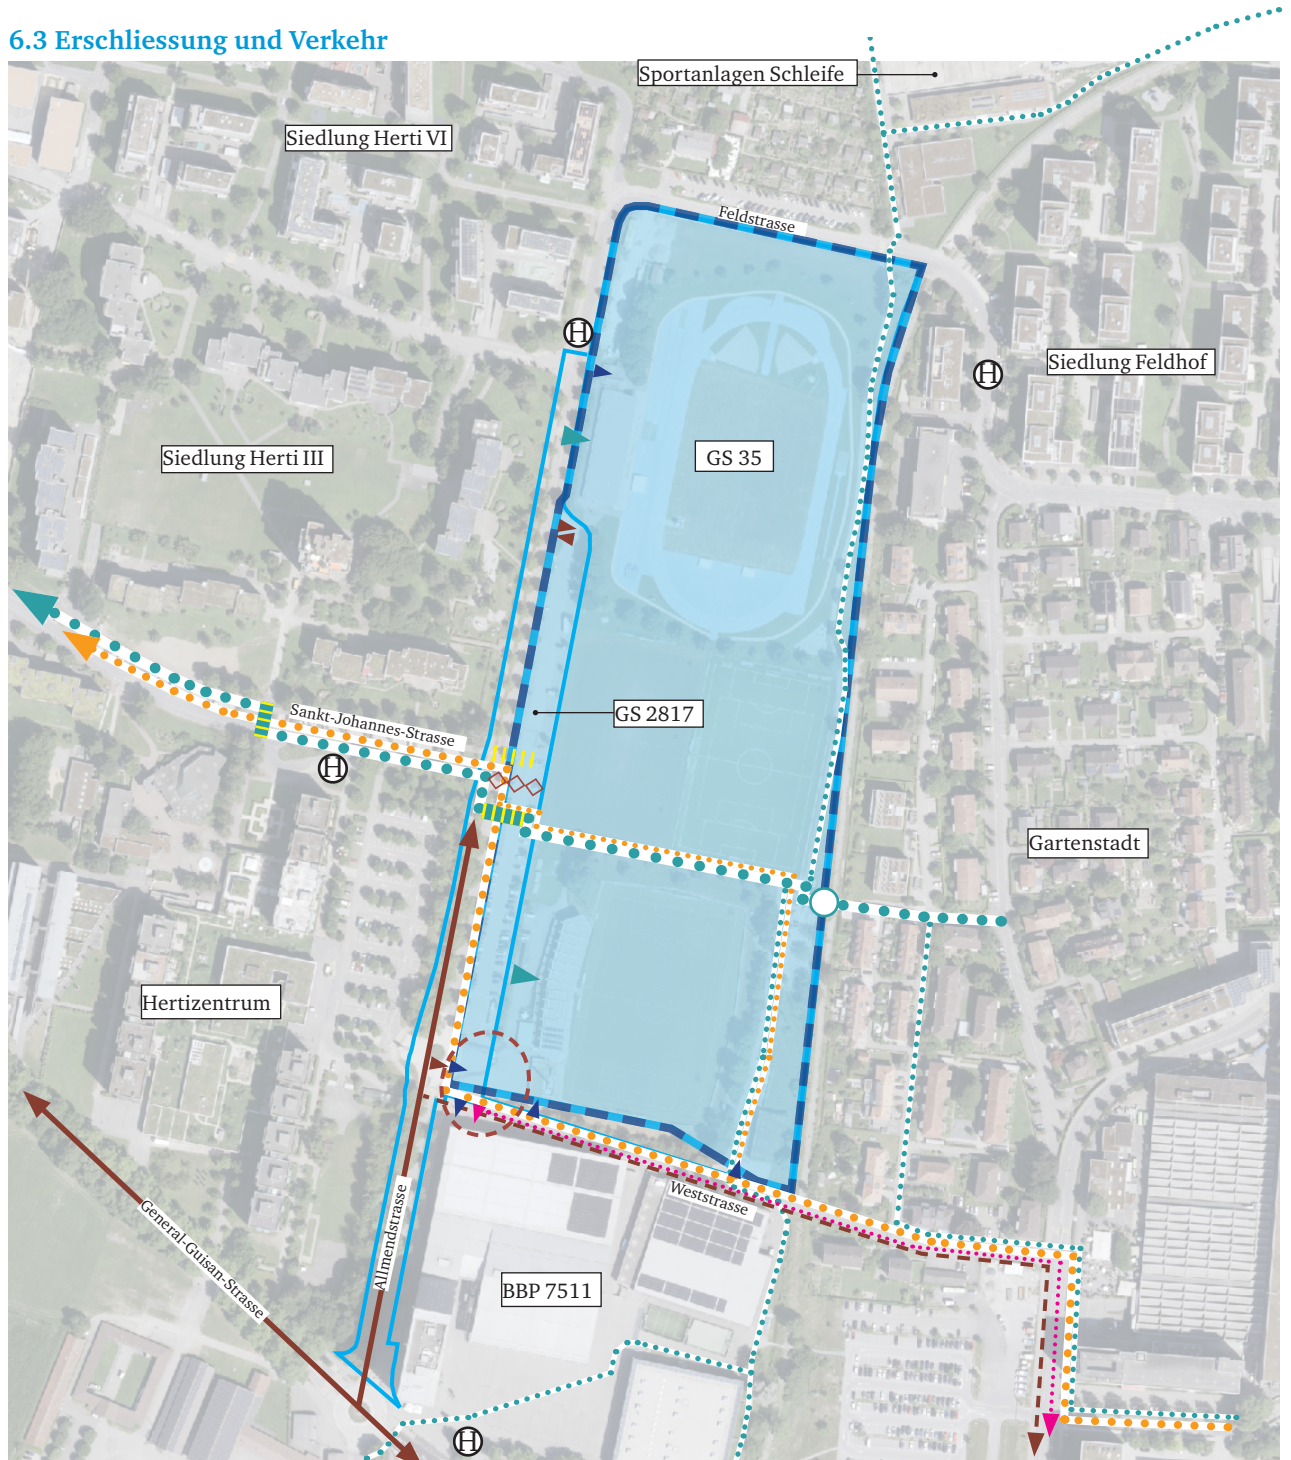 6.3 Erschliessung und Verkehr
Sportanlagen Schleife
Siedlung Herti VI
Feldstrasse
H
Siedlung Feldhof
H
Siedlung Herti III
GS 35
Sankt-Johannes-Strasse
GS 2817
H
Gartenstadt
Hertizentrum
Weststrasse
General-Guisan-Strasse
Allmendstrasse
BBP 7511
H